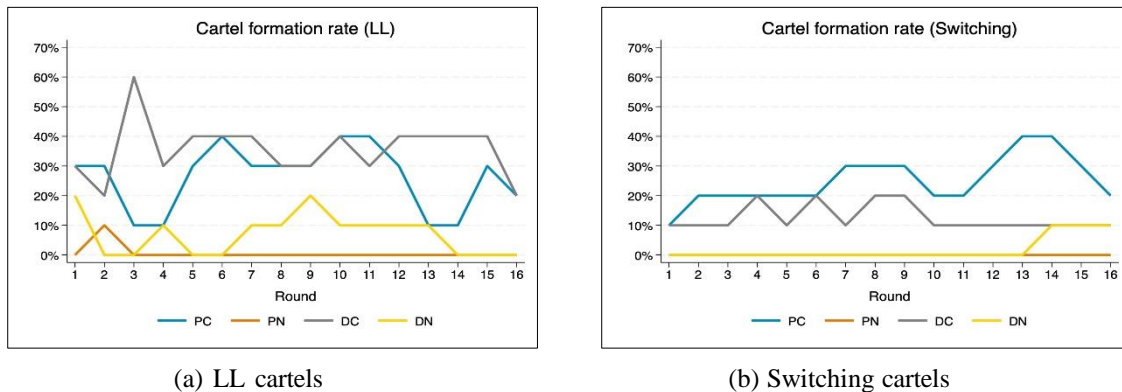 Cartel formation rate (LL)
70%
60%
50%
40%
30%
20%
10%
0%
1 2 3 4 5 6 7 8 9 10 11 12 13 14 15 16
Round
PC PN DC DN
(a) LL cartels
Cartel formation rate (Switching)
70%
60%
50%
40%
30%
20%
10%
0%
1 2 3 4 5 6 7 8 9 10 11 12 13 14 15 16
Round
PC PN DC DN
(b) Switching cartels